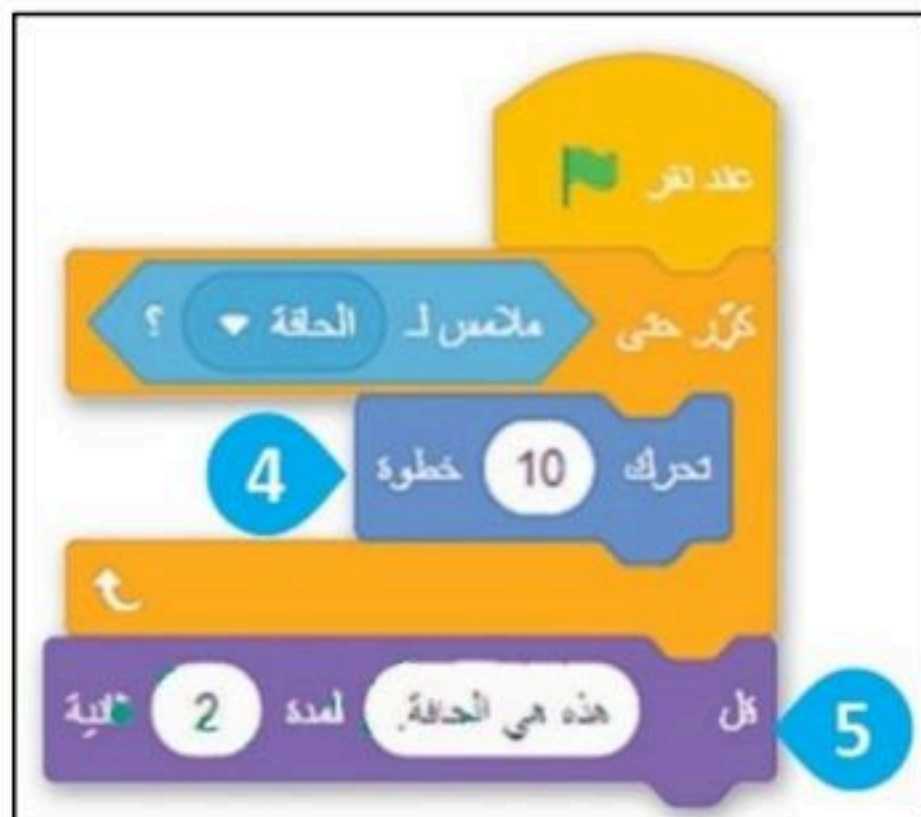 عند نقر
كرّر حتى ملامس لـ الحافة ؟
تحرك 10 خطوة
4
قل هذه هي الحافة. لمدة 2 ثانية
5